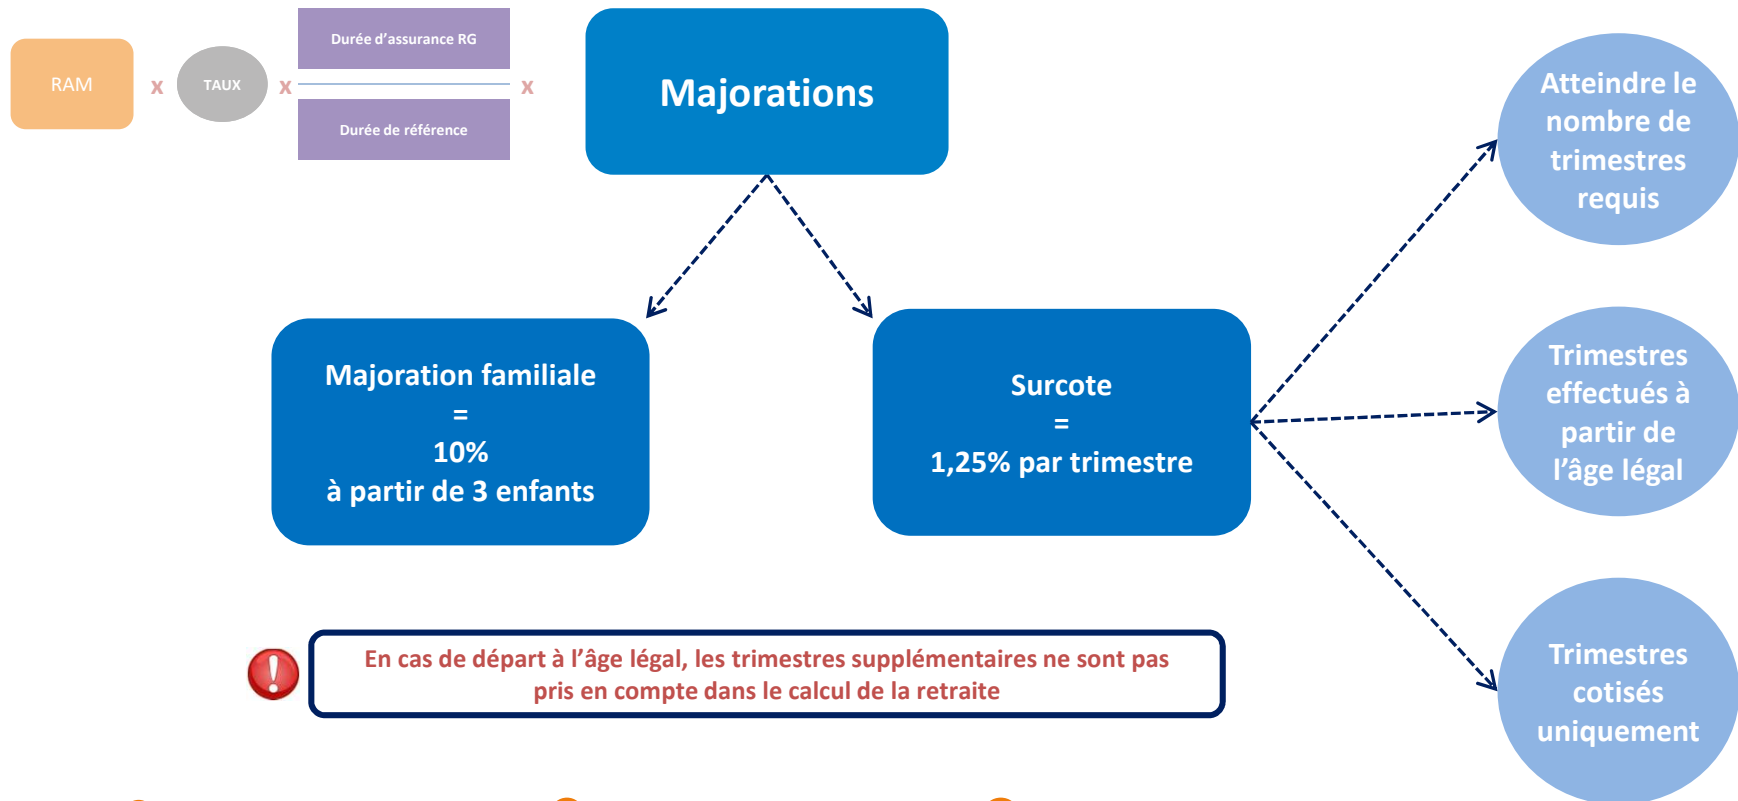 RAM
x
TAUX
x
Durée d’assurance RG
Durée de référence
x
Majorations
Majoration familiale
=
10%
à partir de 3 enfants
Surcote
=
1,25% par trimestre
Atteindre le
nombre de
trimestres
requis
Trimestres
effectués à
partir de
l’âge légal
Trimestres
cotisés
uniquement
En cas de départ à l’âge légal, les trimestres supplémentaires ne sont pas
pris en compte dans le calcul de la retraite